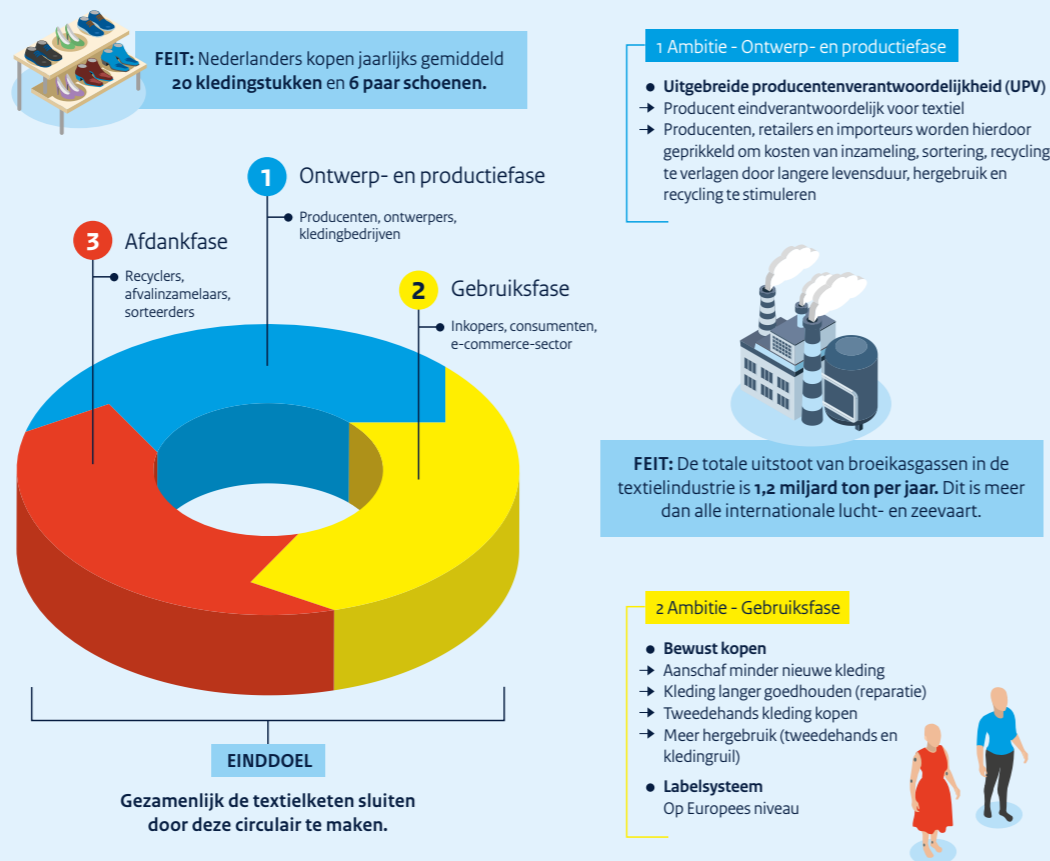 FEIT: Nederlanders kopen jaarlijks gemiddeld
20 kledingstukken en 6 paar schoenen.
1 Ontwerp- en productiefase
Producenten, ontwerpers,
kledingbedrijven
3 Afdankfase
Recyclers,
afvalinzamelaars,
sorteerders
2 Gebruiksfase
Inkopers, consumenten,
e-commerce-sector
EINDDOEL
Gezamenlijk de textielketen sluiten
door deze circulair te maken.
1 Ambitie - Ontwerp- en productiefase
● Uitgebreide producentenverantwoordelijkheid (UPV)
→ Producent eindverantwoordelijk voor textiel
→ Producenten, retailers en importeurs worden hierdoor
geprikkeld om kosten van inzameling, sortering, recycling
te verlagen door langere levensduur, hergebruik en
recycling te stimuleren
FEIT: De totale uitstoot van broeikasgassen in de
textielindustrie is 1,2 miljard ton per jaar. Dit is meer
dan alle internationale lucht- en zeevaart.
2 Ambitie - Gebruiksfase
● Bewust kopen
→ Aanschaf minder nieuwe kleding
→ Kleding langer goedhouden (reparatie)
→ Tweedehands kleding kopen
→ Meer hergebruik (tweedehands en
kledingruil)
● Labelsysteem
Op Europees niveau